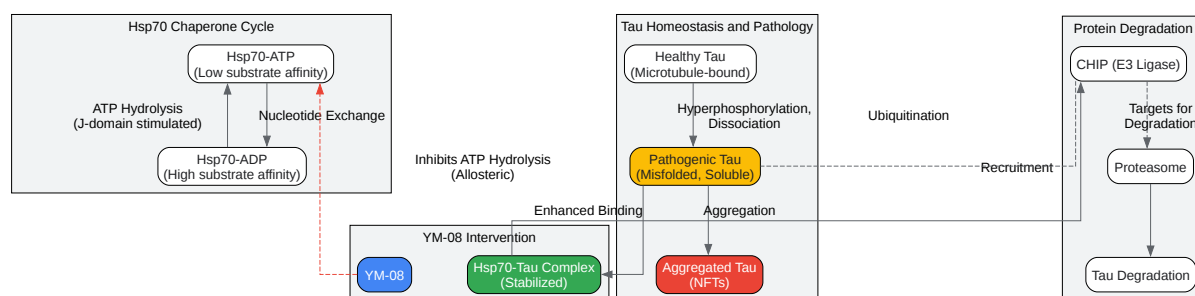 Hsp70 Chaperone Cycle
Hsp70-ATP
(Low substrate affinity)
ATP Hydrolysis
(J-domain stimulated)
Nucleotide Exchange
Hsp70-ADP
(High substrate affinity)
Inhibits ATP Hydrolysis
(Allosteric)
Tau Homeostasis and Pathology
Healthy Tau
(Microtubule-bound)
Hyperphosphorylation,
Dissociation
Pathogenic Tau
(Misfolded, Soluble)
Enhanced Binding
Aggregation
Aggregated Tau
(NFTs)
YM-08 Intervention
YM-08
Hsp70-Tau Complex
(Stabilized)
Ubiquitination
Recruitment
Protein Degradation
CHIP (E3 Ligase)
Targets for
Degradation
Proteasome
Tau Degradation